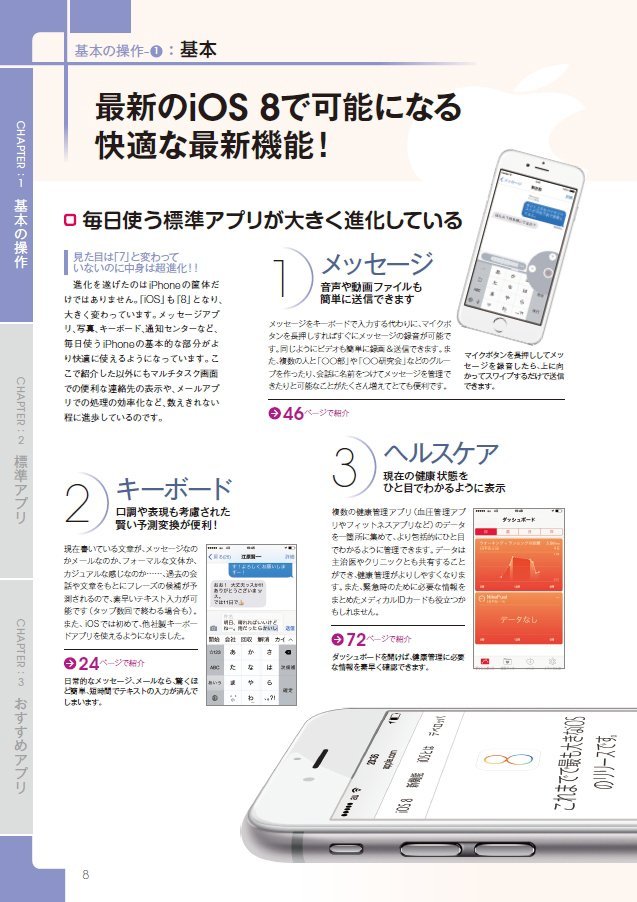 基本の操作-❶：基本
最新のiOS 8で可能になる
快適な最新機能！
毎日使う標準アプリが大きく進化している
見た目は「7」と変わって
いないのに中身は超進化！！
進化を遂げたのはiPhoneの筐体だ
けではありません。「iOS」も「8」となり、
大きく変わっています。メッセージアプ
リ、写真、キーボード、通知センターなど、
毎日使うiPhoneの基本的な部分がよ
り快適に使えるようになっています。こ
こで紹介した以外にもマルチタスク画面
での便利な連絡先の表示や、メールアプ
リでの処理の効率化など、数えきれない
程に進歩しているのです。
1
メッセージ
音声や動画ファイルも
簡単に送信できます
メッセージをキーボードで入力する代わりに、マイクボ
タンを長押しすればすぐにメッセージの録音が可能で
す。同じようにビデオも簡単に録画＆送信できます。ま
た、複数の人と「〇〇部」や「〇〇研究会」などのグルー
プを作ったり、会話に名前をつけてメッセージを管理で
きたりと可能なことがたくさん増えてとても便利です。
46ページで紹介
マイクボタンを長押ししてメッ
セージを録音したら、上に向
かってスワイプするだけで送信
できます。
2
キーボード
口調や表現も考慮された
賢い予測変換が便利！
現在書いている文章が、メッセージなの
かメールなのか、フォーマルな文体か、
カジュアルな感じなのか……、過去の会
話や文章をもとにフレーズの候補が予
測されるので、素早いテキスト入力が可
能です（タップ数回で終わる場合も）。
また、iOSでは初めて、他社製キーボー
ドアプリを使えるようになりました。
24ページで紹介
日常的なメッセージ、メールなら、驚くほ
ど簡単、短時間でテキストの入力が済んで
しまいます。
開始 会社 回収 解消 カイ
☆123 あ か さ
ABC た な は 次候補
あいう ま や ら
確定
3
ヘルスケア
現在の健康状態を
ひと目でわかるように表示
複数の健康管理アプリ（血圧管理アプ
リやフィットネスアプリなど）のデータ
を一箇所に集めて、より包括的にひと目
でわかるように管理できます。データは
主治医やクリニックとも共有すること
ができ、健康管理がよりしやすくなりま
す。また、緊急時のために必要な情報を
まとめたメディカルIDカードも役立つか
もしれません。
72ページで紹介
ダッシュボードを開けば、健康管理に必要
な情報を素早く確認できます。
ダッシュボード
データなし
23:36
apple.com
iOS 8 新機能 iOSとは
これまでで最も大きなiOS
のリリースです。
CHAPTER：1 基本の操作
CHAPTER：2 標準アプリ
CHAPTER：3 おすすめアプリ
8